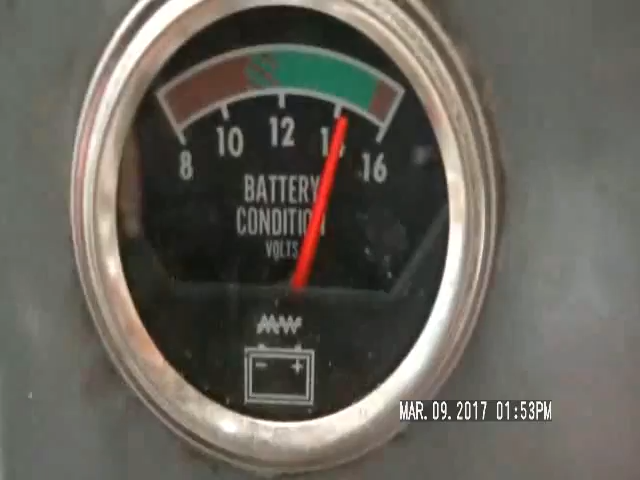 8 10 12 16
BATTERY
CONDITION
VOLTS
- +
MAR.09.2017 01:53PM